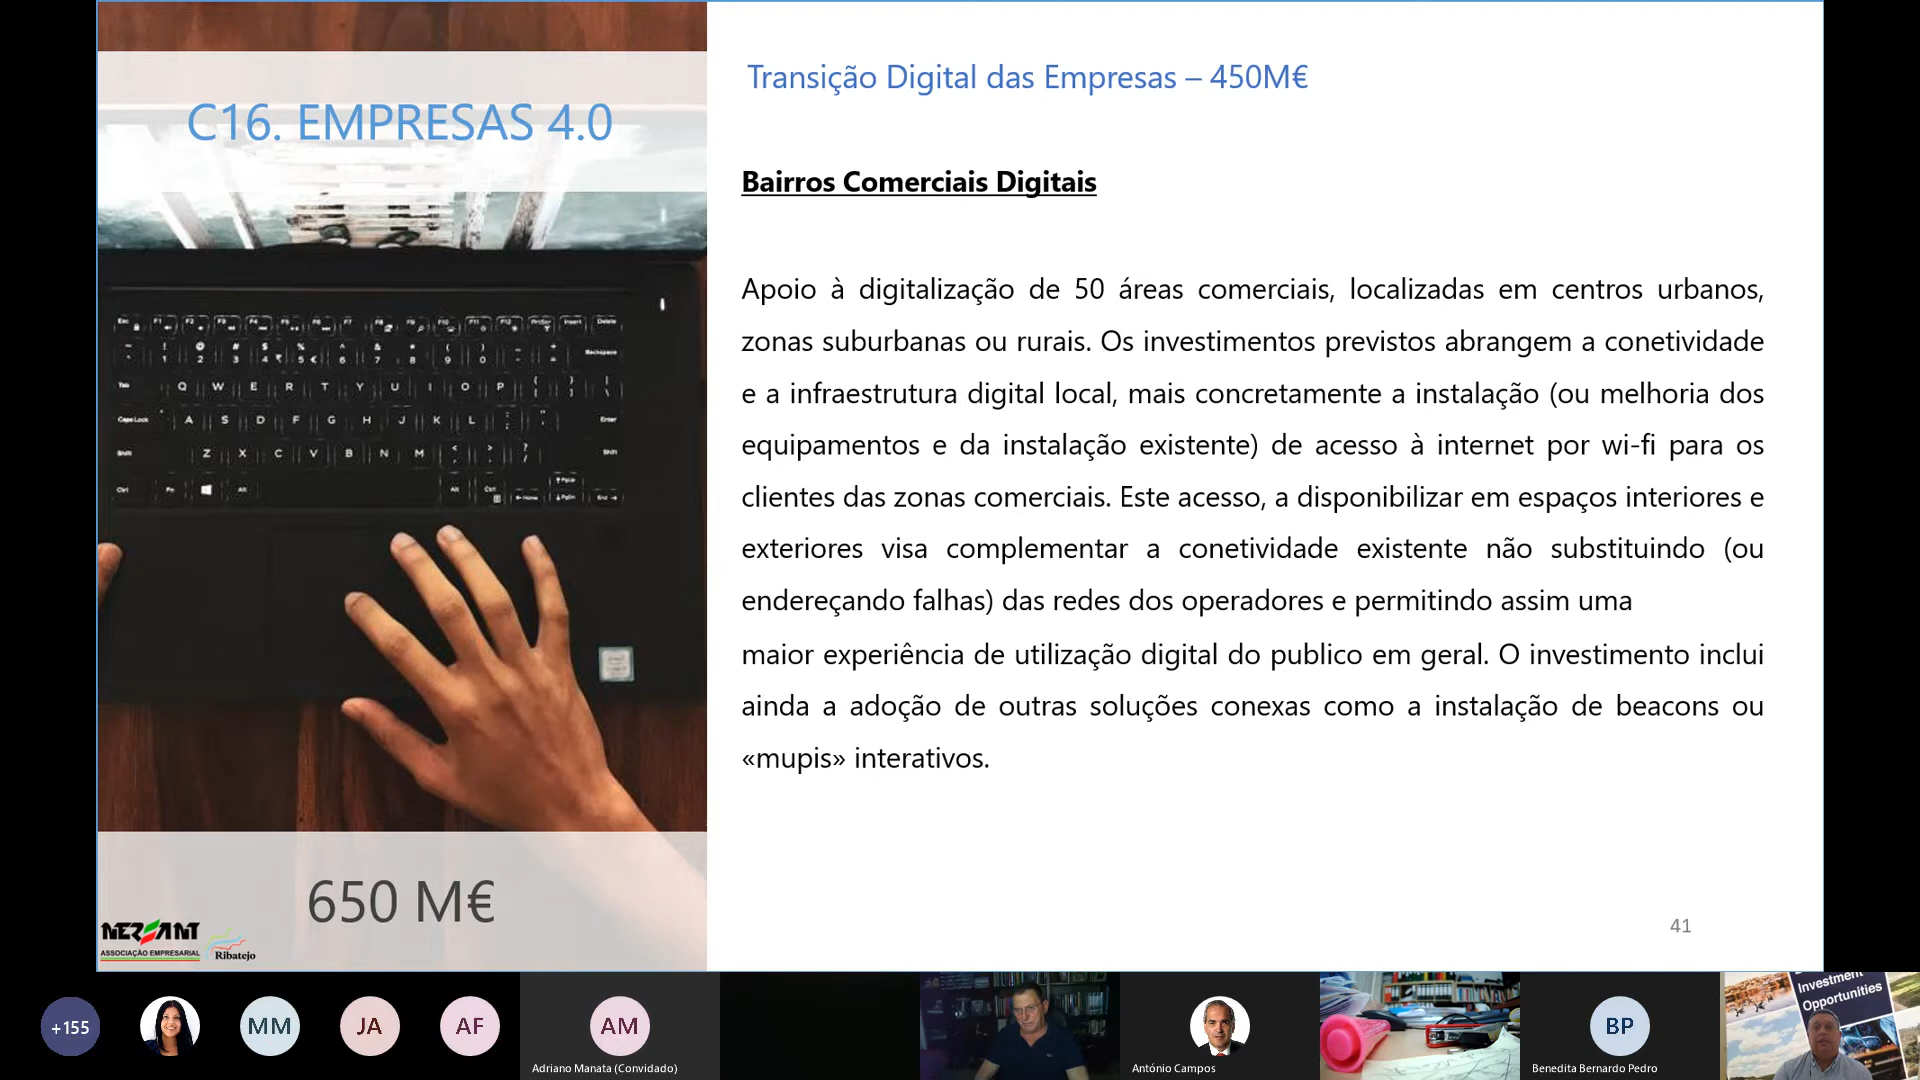 C16. EMPRESAS 4.0
650 M€
NERSANT
ASSOCIAÇÃO EMPRESARIAL
Ribatejo
Transição Digital das Empresas – 450M€
Bairros Comerciais Digitais
Apoio à digitalização de 50 áreas comerciais, localizadas em centros urbanos,
zonas suburbanas ou rurais. Os investimentos previstos abrangem a conetividade
e a infraestrutura digital local, mais concretamente a instalação (ou melhoria dos
equipamentos e da instalação existente) de acesso à internet por wi-fi para os
clientes das zonas comerciais. Este acesso, a disponibilizar em espaços interiores e
exteriores visa complementar a conetividade existente não substituindo (ou
endereçando falhas) das redes dos operadores e permitindo assim uma
maior experiência de utilização digital do publico em geral. O investimento inclui
ainda a adoção de outras soluções conexas como a instalação de beacons ou
«mupis» interativos.
41
+155
MM
JA
AF
AM
Adriano Manata (Convidado)
António Campos
BP
Benedita Bernardo Pedro
Investment
Opportunities